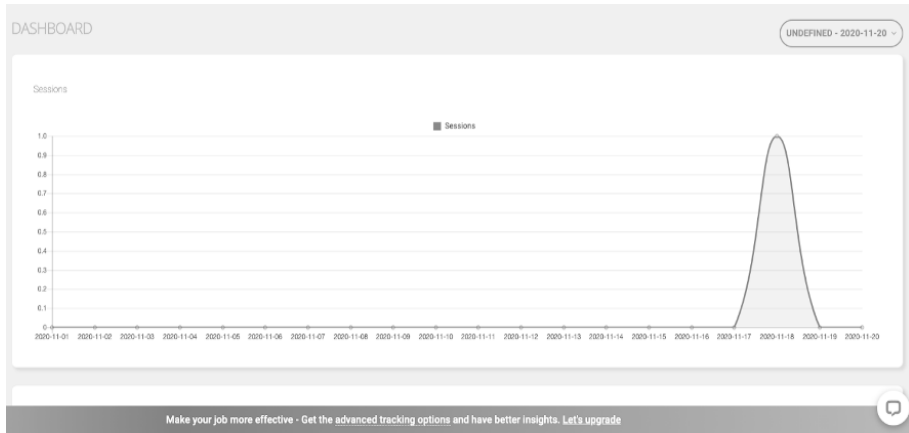 DASHBOARD
UNDEFINED - 2020-11-20
Sessions
Sessions
1.0
0.9
0.8
0.7
0.6
0.5
0.4
0.3
0.2
0.1
0
2020-11-01 2020-11-02 2020-11-03 2020-11-04 2020-11-05 2020-11-06 2020-11-07 2020-11-08 2020-11-09 2020-11-10 2020-11-11 2020-11-12 2020-11-13 2020-11-14 2020-11-15 2020-11-16 2020-11-17 2020-11-18 2020-11-19 2020-11-20
Make your job more effective - Get the advanced tracking options and have better insights. Let's upgrade